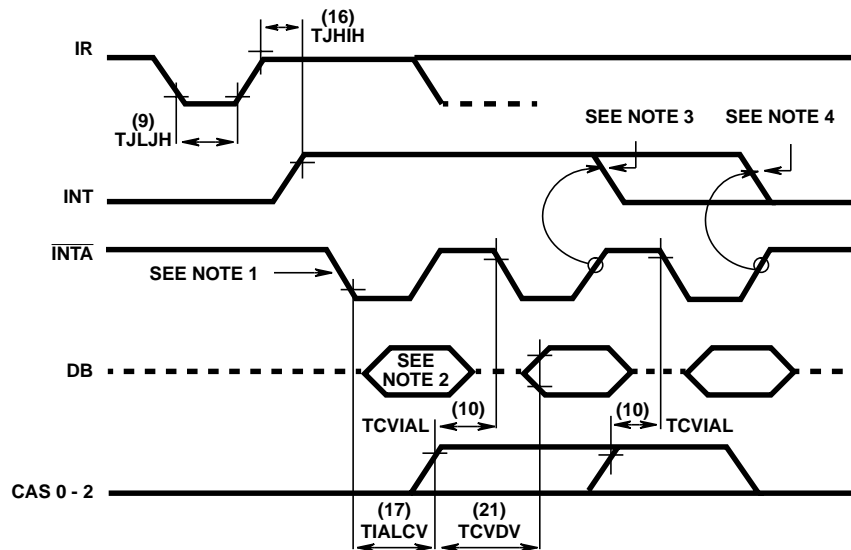 (16)
TJHIH
IR
(9)
TJLJH
SEE NOTE 3
SEE NOTE 4
INT
INTA
SEE NOTE 1
DB
SEE
NOTE 2
(10)
TCVIAL
(10)
TCVIAL
CAS 0 - 2
(17)
TIALCV
(21)
TCVDV